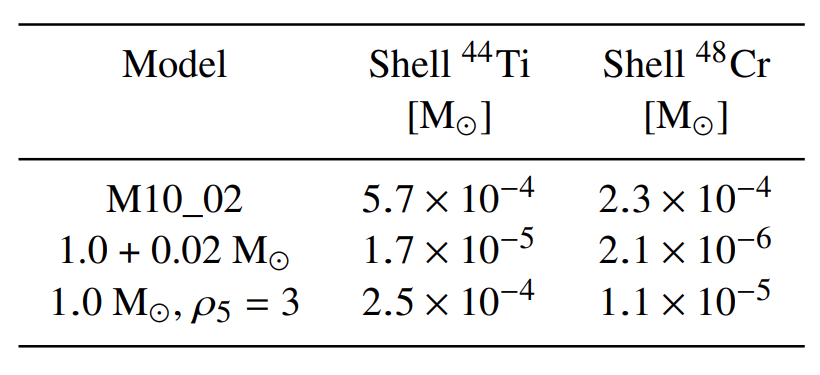 Model Shell ⁴⁴Ti Shell ⁴⁸Cr
[M☉] [M☉]
M10_02 5.7 × 10⁻⁴ 2.3 × 10⁻⁴
1.0 + 0.02 M☉ 1.7 × 10⁻⁵ 2.1 × 10⁻⁶
1.0 M☉, ρ₅ = 3 2.5 × 10⁻⁴ 1.1 × 10⁻⁵